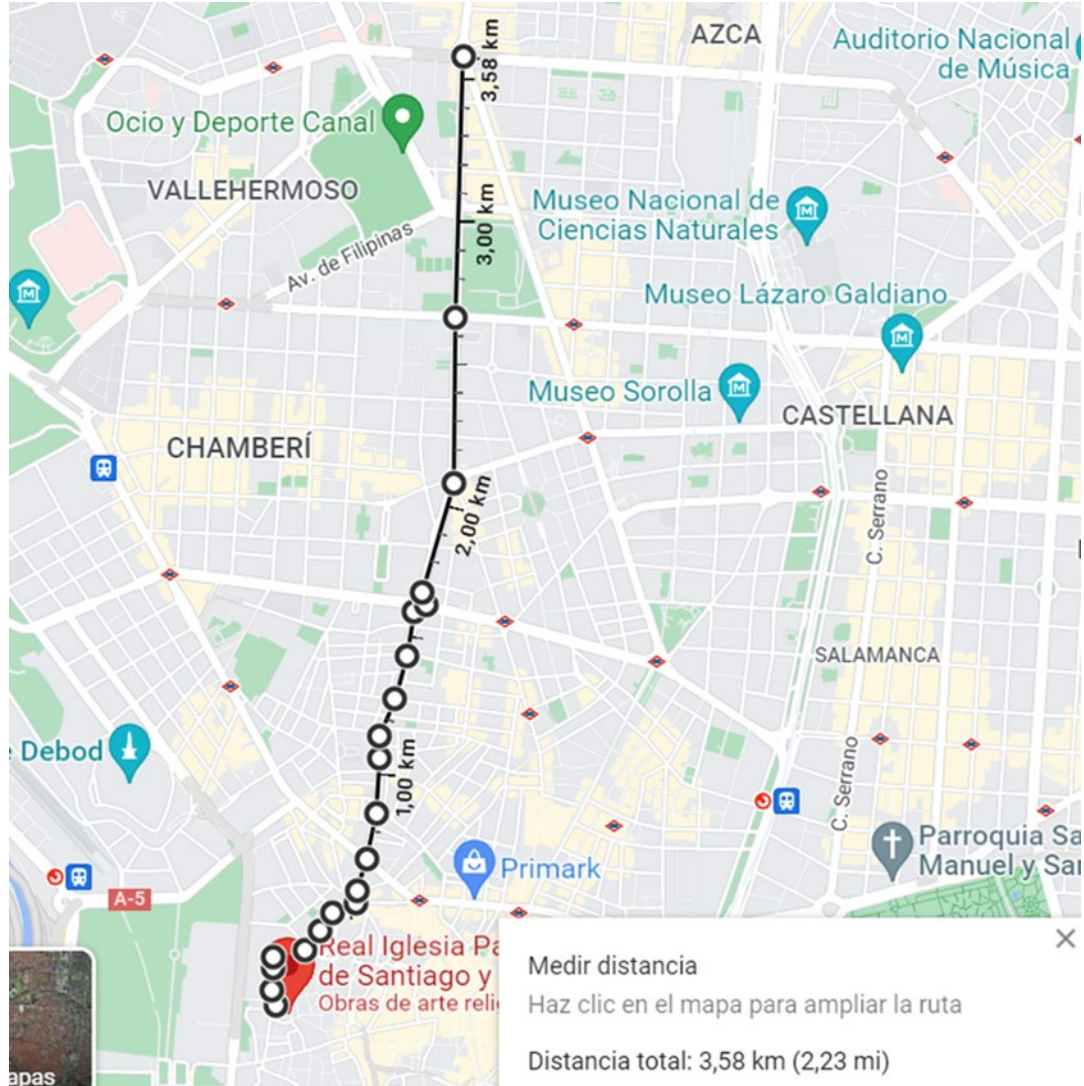 AZCA
Auditorio Nacional
de Música
3,58 km
Ocio y Deporte Canal
VALLEHERMOSO
Museo Nacional de
Ciencias Naturales
3,00 km
Av. de Filipinas
Museo Lázaro Galdiano
Museo Sorolla
CASTELLANA
CHAMBERÍ
C. Serrano
2,00 km
SALAMANCA
e Debod
1,00 km
C. Serrano
Primark
Parroquia Sa
Manuel y Sar
A-5
Real Iglesia Pa
de Santiago y
Obras de arte relig
Medir distancia
Haz clic en el mapa para ampliar la ruta
Distancia total: 3,58 km (2,23 mi)
apas